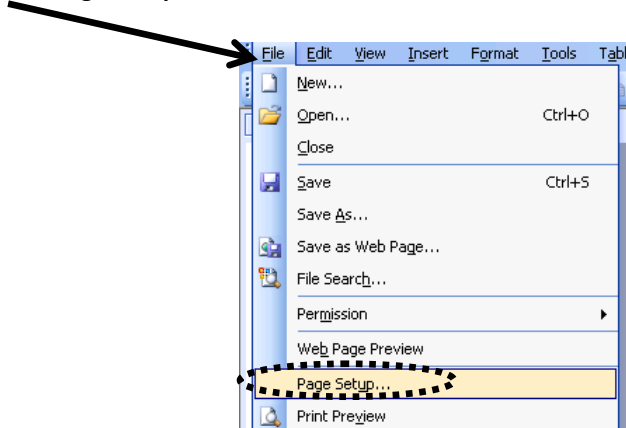 File Edit View Insert Format Tools
New...
Open... Ctrl+O
Close
Save Ctrl+S
Save As...
Save as Web Page...
File Search...
Permission
Web Page Preview
Page Setup...
Print Preview